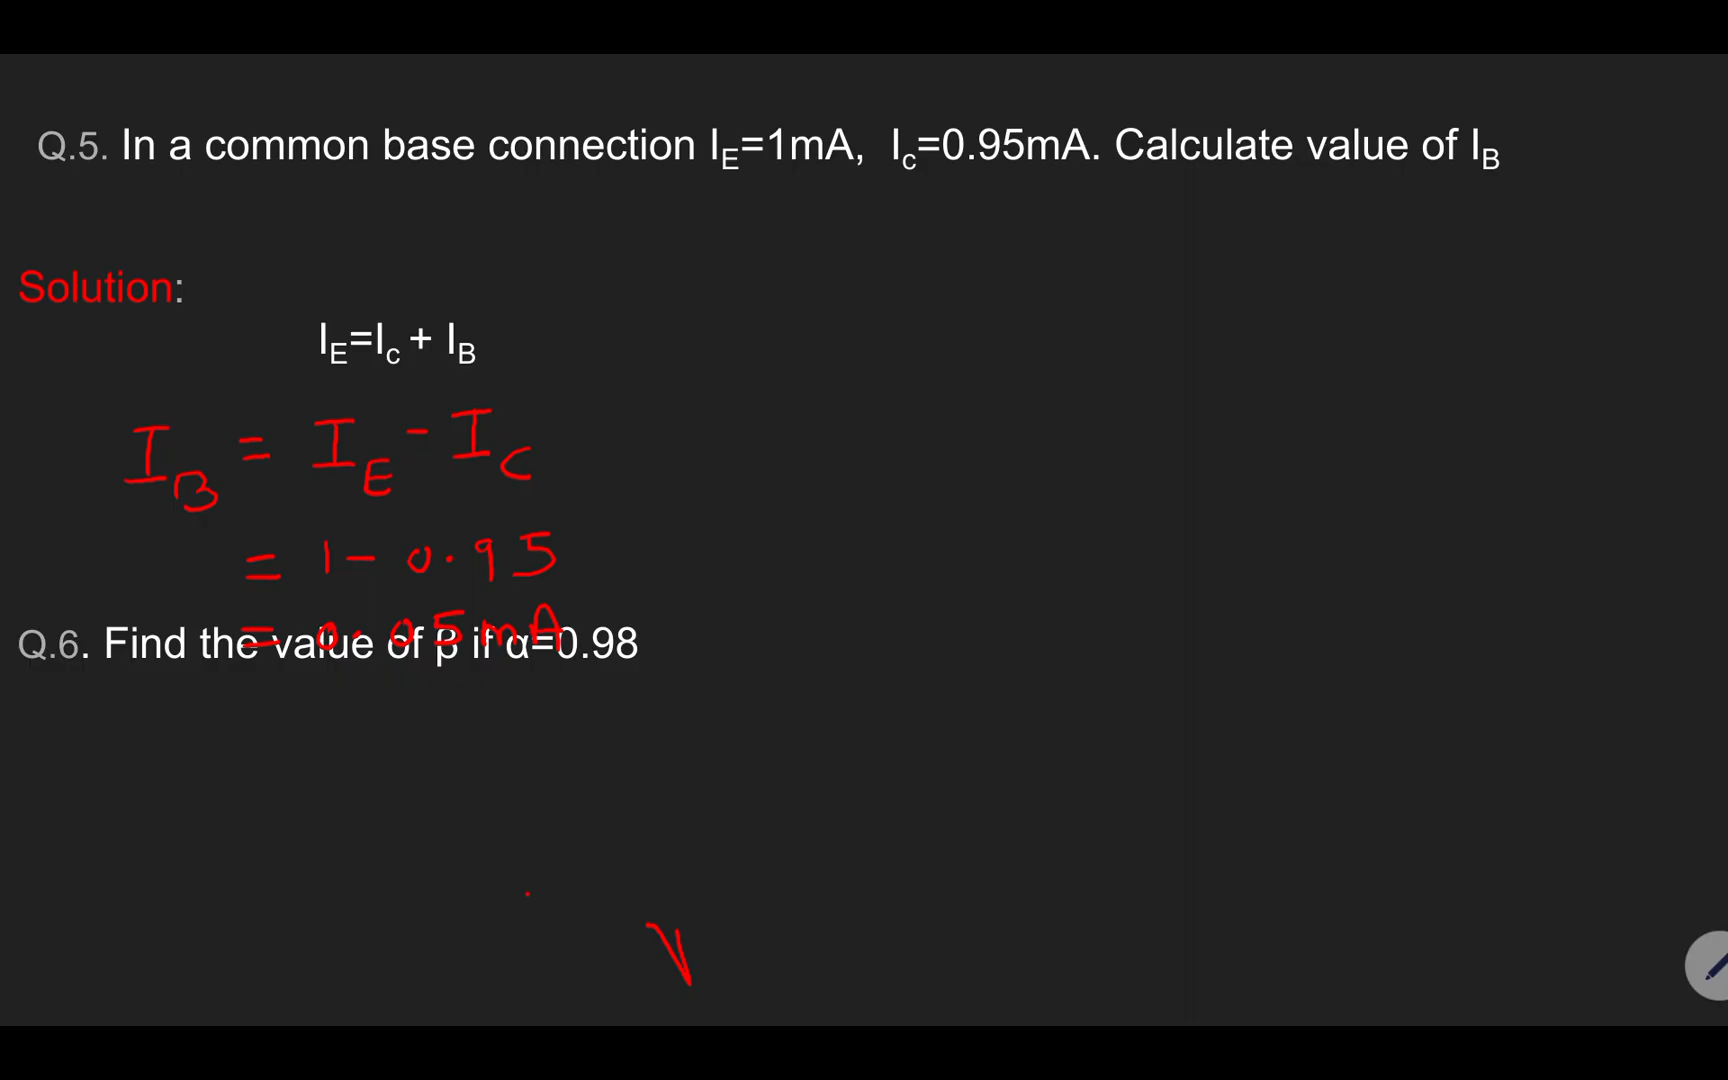 Q.5. In a common base connection IE=1mA, Ic=0.95mA. Calculate value of IB
Solution:
IE=Ic + IB
IB = IE - IC
= 1 - 0.95
= 0.05mA
Q.6. Find the value of β if α=0.98